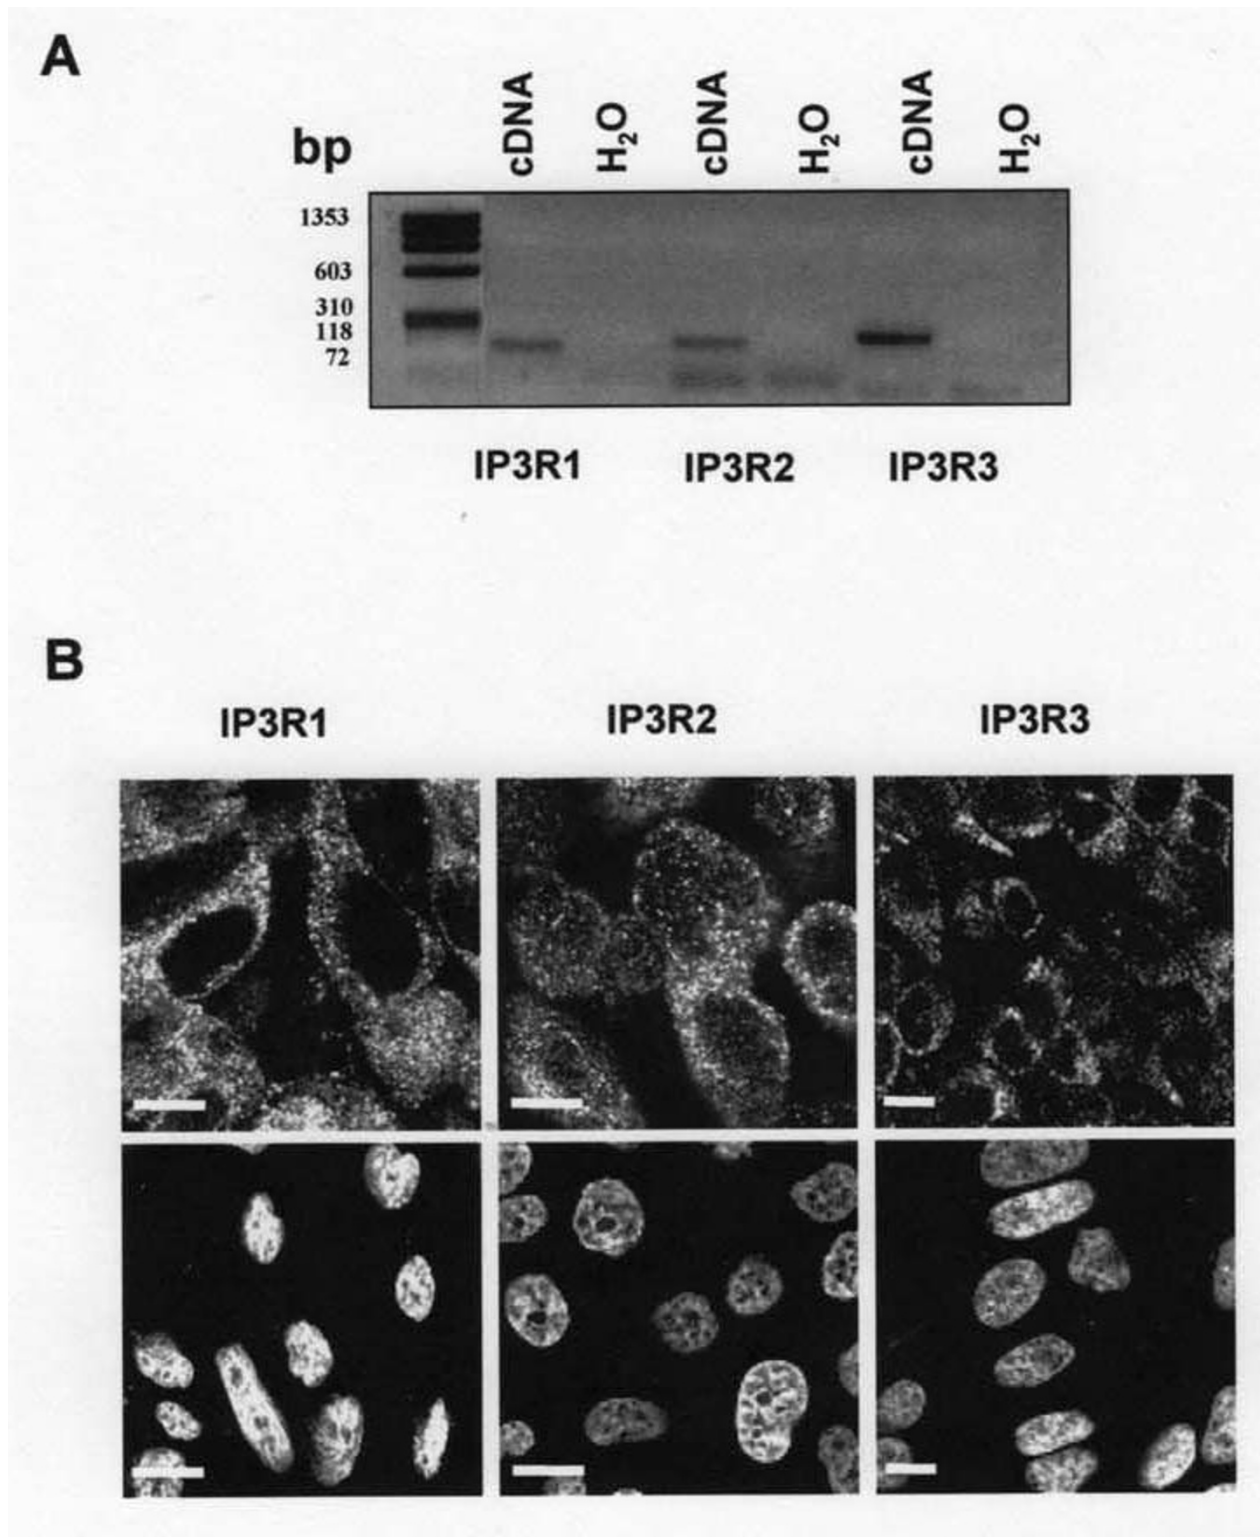 A
bp
cDNA H₂O cDNA H₂O cDNA H₂O
1353
603
310
118
72
IP3R1 IP3R2 IP3R3
B
IP3R1 IP3R2 IP3R3